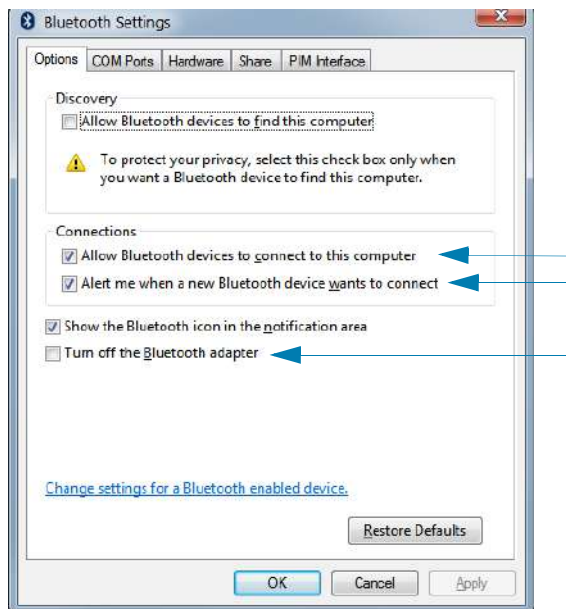 Bluetooth Settings
Options COM Ports Hardware Share PIM Interface
Discovery
Allow Bluetooth devices to find this computer
To protect your privacy, select this check box only when
you want a Bluetooth device to find this computer.
Connections
Allow Bluetooth devices to connect to this computer
Alert me when a new Bluetooth device wants to connect
Show the Bluetooth icon in the notification area
Turn off the Bluetooth adapter
Change settings for a Bluetooth enabled device.
Restore Defaults
OK Cancel Apply